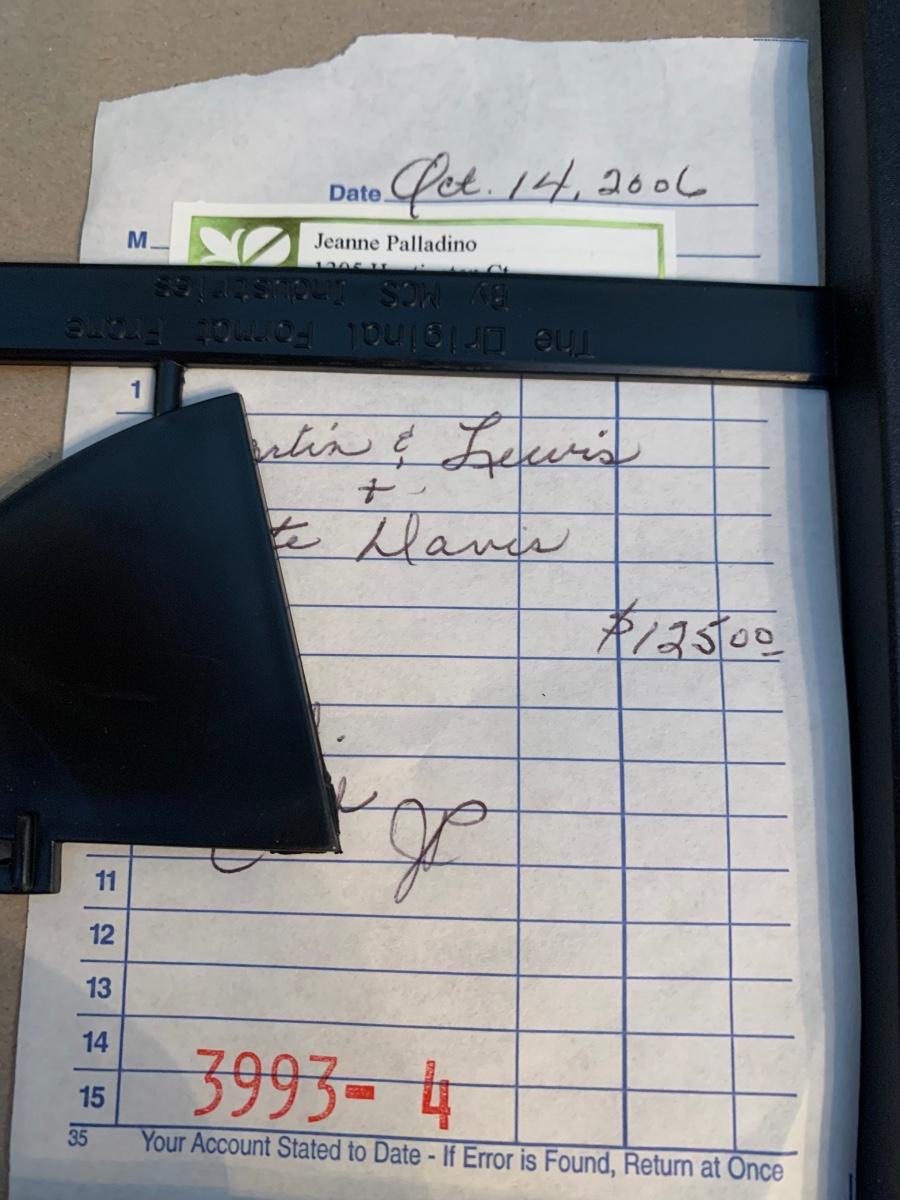 Date Oct. 14, 2006
M
Jeanne Palladino
By MCS Industries
The Original Format Frame
1
rtin & Lewis
+
te Davis
$125 00
JP
11
12
13
14
3993- 4
15
35 Your Account Stated to Date - If Error is Found, Return at Once